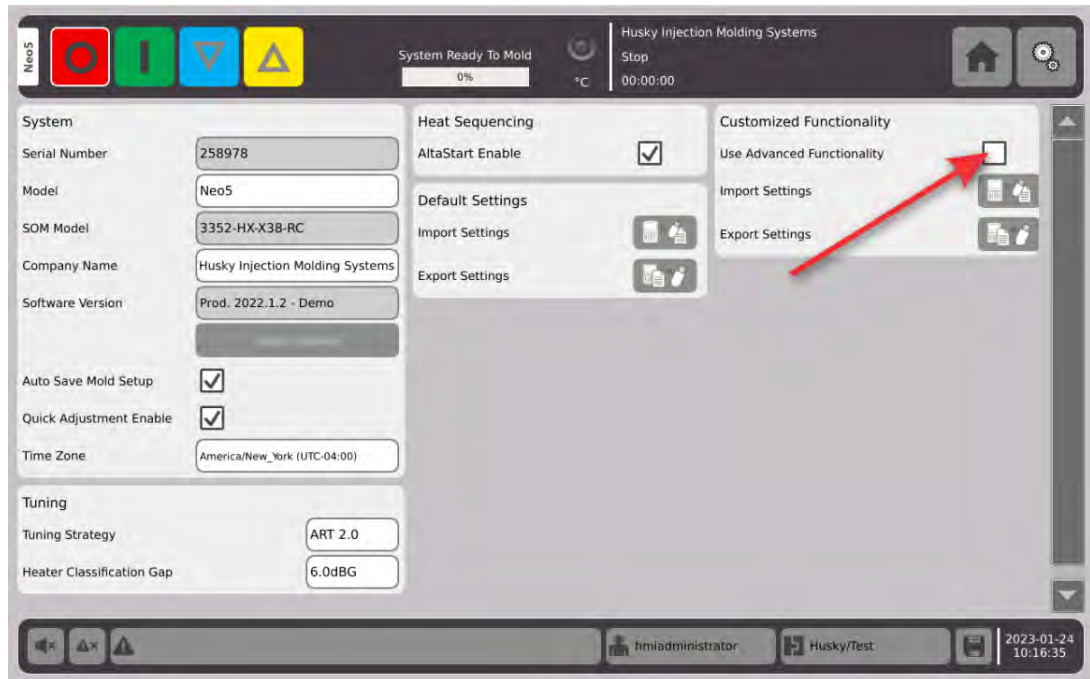 Neo5
System Ready To Mold
0%
°C
Husky Injection Molding Systems
Stop
00:00:00
System
Serial Number
258978
Model
Neo5
SOM Model
3352-HX-X38-RC
Company Name
Husky Injection Molding Systems
Software Version
Prod. 2022.1.2 - Demo
Auto Save Mold Setup
Quick Adjustment Enable
Time Zone
America/New_York (UTC-04:00)
Tuning
Tuning Strategy
ART 2.0
Heater Classification Gap
6.0dBG
Heat Sequencing
AltaStart Enable
Default Settings
Import Settings
Export Settings
Customized Functionality
Use Advanced Functionality
Import Settings
Export Settings
hmiadministrator
Husky/Test
2023-01-24
10:16:35